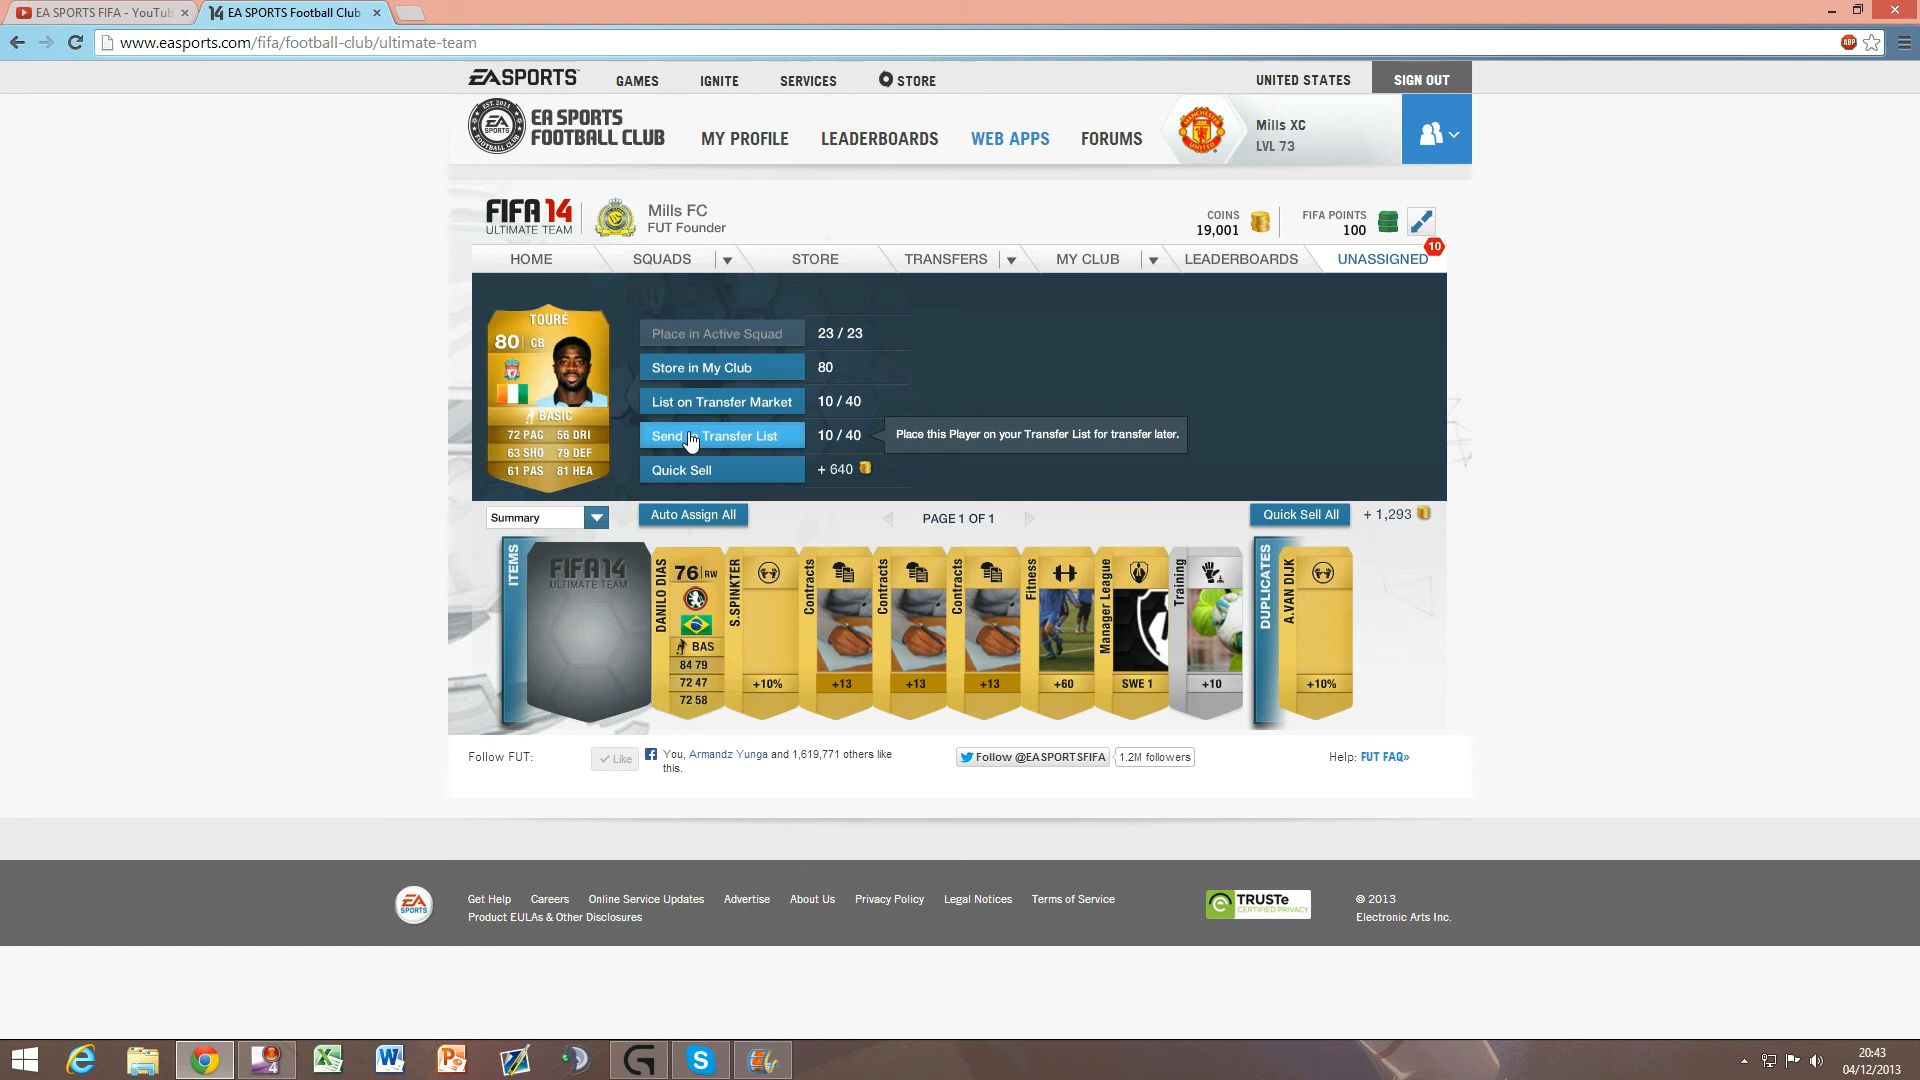 EA SPORTS FIFA - YouTub
EA SPORTS Football Club
www.easports.com/fifa/football-club/ultimate-team
ABP
EA SPORTS
GAMES
IGNITE
SERVICES
STORE
UNITED STATES
SIGN OUT
EST. 2011
EA SPORTS
FOOTBALL CLUB
EA SPORTS
FOOTBALL CLUB
MY PROFILE
LEADERBOARDS
WEB APPS
FORUMS
Mills XC
LVL 73
FIFA 14
ULTIMATE TEAM
Mills FC
FUT Founder
COINS
19,001
FIFA POINTS
100
10
HOME
SQUADS
STORE
TRANSFERS
MY CLUB
LEADERBOARDS
UNASSIGNED
TOURÉ
80 CB
BASIC
72 PAC 56 DRI
63 SHO 79 DEF
61 PAS 81 HEA
Place in Active Squad 23 / 23
Store in My Club 80
List on Transfer Market 10 / 40
Send Transfer List 10 / 40
Place this Player on your Transfer List for transfer later.
Quick Sell + 640
Summary
Auto Assign All
PAGE 1 OF 1
Quick Sell All + 1,293
ITEMS
FIFA 14
ULTIMATE TEAM
DANILO DIAS
76 RW
BAS
84 79
72 47
72 58
S.SPINKTER
+10%
Contracts
+13
Contracts
+13
Contracts
+13
Fitness
+60
Manager League
SWE 1
Training
+10
DUPLICATES
A.VAN DIJK
+10%
Follow FUT:
Like
You, Armandz Yunga and 1,619,771 others like
this.
Follow @EASPORTSFIFA
1.2M followers
Help: FUT FAQ»
EA
SPORTS
Get Help Careers Online Service Updates Advertise About Us Privacy Policy Legal Notices Terms of Service
Product EULAs & Other Disclosures
TRUSTe
CERTIFIED PRIVACY
© 2013
Electronic Arts Inc.
20:43
04/12/2013